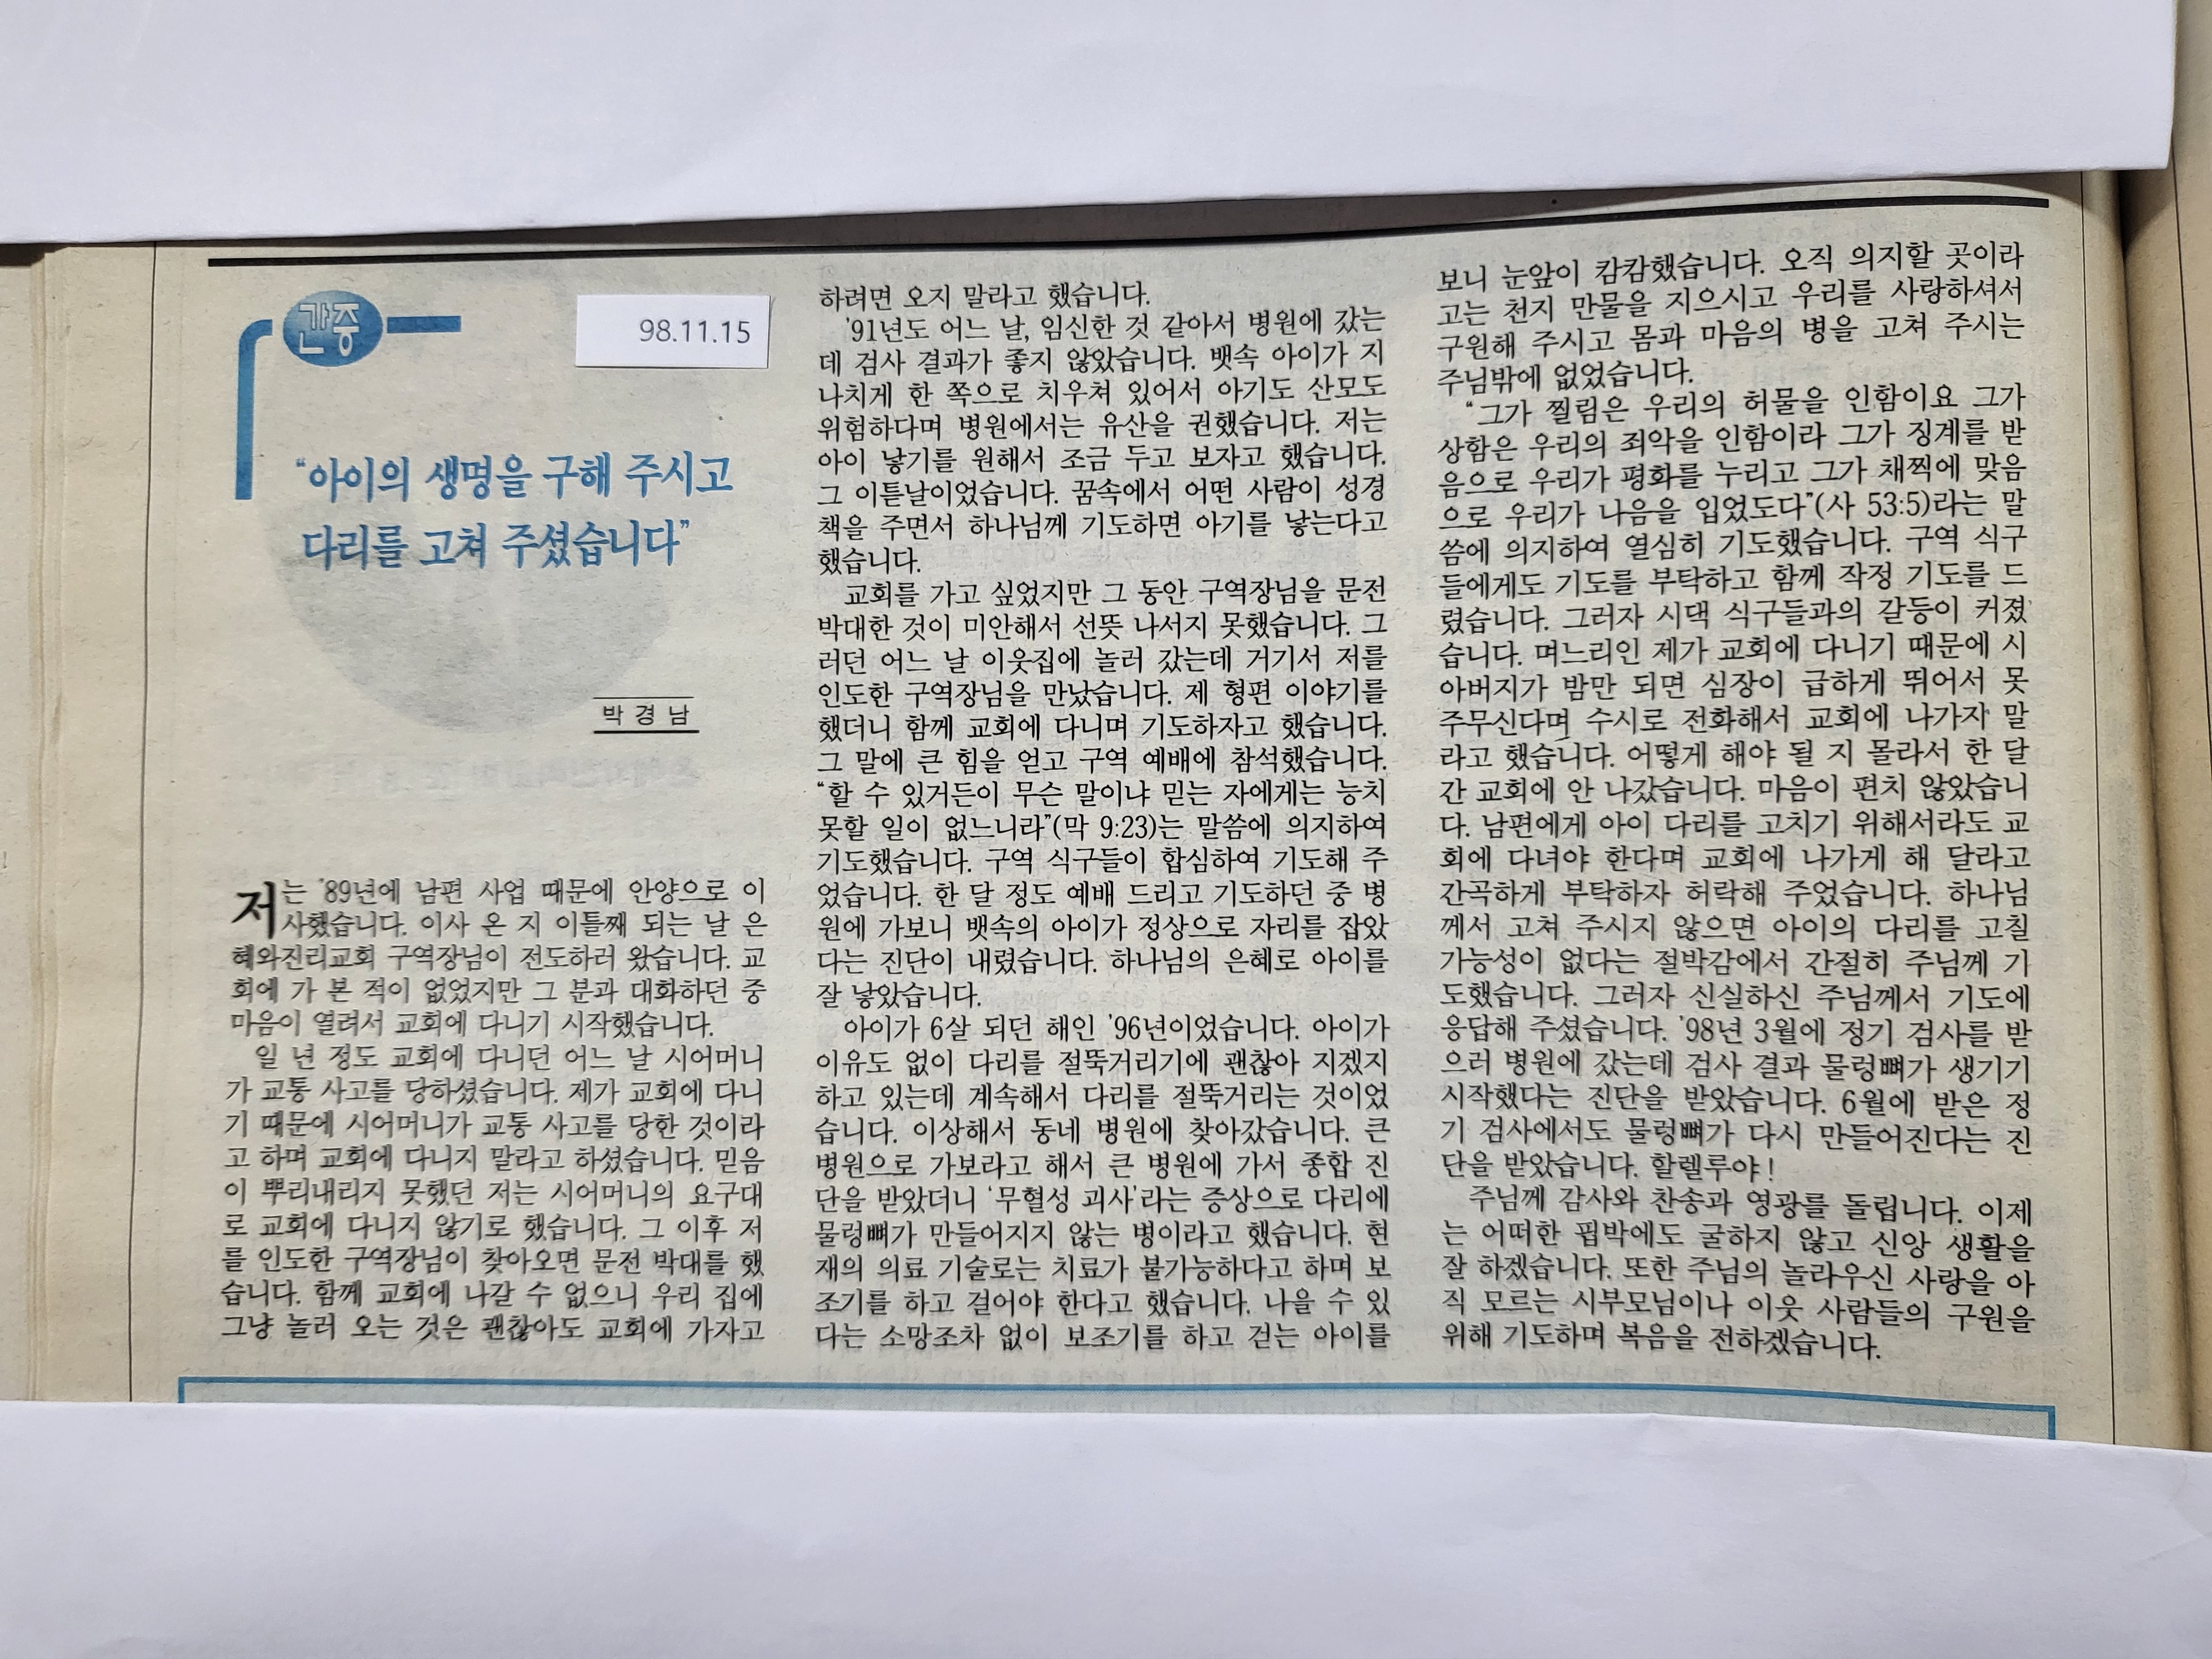 간증
98.11.15
“아이의 생명을 구해 주시고
다리를 고쳐 주셨습니다”
박경남
저는 '89년에 남편 사업 때문에 안양으로 이
사했습니다. 이사 온 지 이틀째 되는 날 은
혜와진리교회 구역장님이 전도하러 왔습니다. 교
회에 가 본 적이 없었지만 그 분과 대화하던 중
마음이 열려서 교회에 다니기 시작했습니다.
일 년 정도 교회에 다니던 어느 날 시어머니
가 교통 사고를 당하셨습니다. 제가 교회에 다니
기 때문에 시어머니가 교통 사고를 당한 것이라
고 하며 교회에 다니지 말라고 하셨습니다. 믿음
이 뿌리내리지 못했던 저는 시어머니의 요구대
로 교회에 다니지 않기로 했습니다. 그 이후 저
를 인도한 구역장님이 찾아오면 문전 박대를 했
습니다. 함께 교회에 나갈 수 없으니 우리 집에
그냥 놀러 오는 것은 괜찮아도 교회에 가자고
하려면 오지 말라고 했습니다.
'91년도 어느 날, 임신한 것 같아서 병원에 갔는
데 검사 결과가 좋지 않았습니다. 뱃속 아이가 지
나치게 한 쪽으로 치우쳐 있어서 아기도 산모도
위험하다며 병원에서는 유산을 권했습니다. 저는
아이 낳기를 원해서 조금 두고 보자고 했습니다.
그 이튿날이었습니다. 꿈속에서 어떤 사람이 성경
책을 주면서 하나님께 기도하면 아기를 낳는다고
했습니다.
교회를 가고 싶었지만 그 동안 구역장님을 문전
박대한 것이 미안해서 선뜻 나서지 못했습니다. 그
러던 어느 날 이웃집에 놀러 갔는데 거기서 저를
인도한 구역장님을 만났습니다. 제 형편 이야기를
했더니 함께 교회에 다니며 기도하자고 했습니다.
그 말에 큰 힘을 얻고 구역 예배에 참석했습니다.
“할 수 있거든이 무슨 말이냐 믿는 자에게는 능치
못할 일이 없느니라”(막 9:23)는 말씀에 의지하여
기도했습니다. 구역 식구들이 합심하여 기도해 주
었습니다. 한 달 정도 예배 드리고 기도하던 중 병
원에 가보니 뱃속의 아이가 정상으로 자리를 잡았
다는 진단이 내렸습니다. 하나님의 은혜로 아이를
잘 낳았습니다.
아이가 6살 되던 해인 '96년이었습니다. 아이가
이유도 없이 다리를 절뚝거리기에 괜찮아 지겠지
하고 있는데 계속해서 다리를 절뚝거리는 것이었
습니다. 이상해서 동네 병원에 찾아갔습니다. 큰
병원으로 가보라고 해서 큰 병원에 가서 종합 진
단을 받았더니 ‘무혈성 괴사’라는 증상으로 다리에
물렁뼈가 만들어지지 않는 병이라고 했습니다. 현
재의 의료 기술로는 치료가 불가능하다고 하며 보
조기를 하고 걸어야 한다고 했습니다. 나을 수 있
다는 소망조차 없이 보조기를 하고 걷는 아이를
보니 눈앞이 캄캄했습니다. 오직 의지할 곳이라
고는 천지 만물을 지으시고 우리를 사랑하셔서
구원해 주시고 몸과 마음의 병을 고쳐 주시는
주님밖에 없었습니다.
“그가 찔림은 우리의 허물을 인함이요 그가
상함은 우리의 죄악을 인함이라 그가 징계를 받
음으로 우리가 평화를 누리고 그가 채찍에 맞음
으로 우리가 나음을 입었도다”(사 53:5)라는 말
씀에 의지하여 열심히 기도했습니다. 구역 식구
들에게도 기도를 부탁하고 함께 작정 기도를 드
렸습니다. 그러자 시댁 식구들과의 갈등이 커졌
습니다. 며느리인 제가 교회에 다니기 때문에 시
아버지가 밤만 되면 심장이 급하게 뛰어서 못
주무신다며 수시로 전화해서 교회에 나가자 말
라고 했습니다. 어떻게 해야 될 지 몰라서 한 달
간 교회에 안 나갔습니다. 마음이 편치 않았습니
다. 남편에게 아이 다리를 고치기 위해서라도 교
회에 다녀야 한다며 교회에 나가게 해 달라고
간곡하게 부탁하자 허락해 주었습니다. 하나님
께서 고쳐 주시지 않으면 아이의 다리를 고칠
가능성이 없다는 절박감에서 간절히 주님께 기
도했습니다. 그러자 신실하신 주님께서 기도에
응답해 주셨습니다. '98년 3월에 정기 검사를 받
으러 병원에 갔는데 검사 결과 물렁뼈가 생기기
시작했다는 진단을 받았습니다. 6월에 받은 정
기 검사에서도 물렁뼈가 다시 만들어진다는 진
단을 받았습니다. 할렐루야!
주님께 감사와 찬송과 영광를 돌립니다. 이제
는 어떠한 핍박에도 굴하지 않고 신앙 생활을
잘 하겠습니다. 또한 주님의 놀라우신 사랑을 아
직 모르는 시부모님이나 이웃 사람들의 구원을
위해 기도하며 복음을 전하겠습니다.